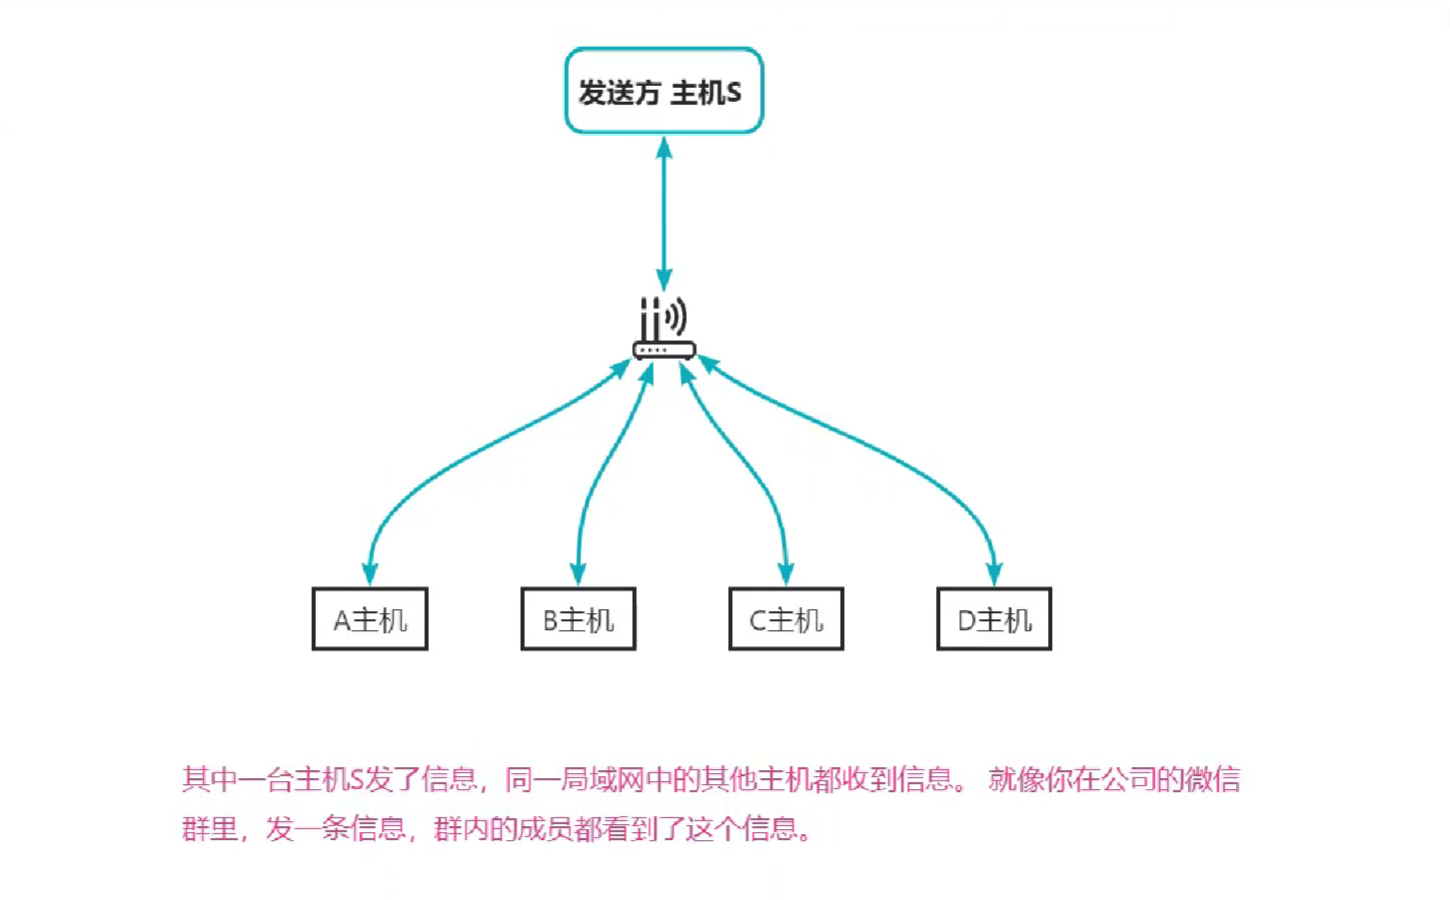 发送方 主机S
A主机
B主机
C主机
D主机
其中一台主机S发了信息，同一局域网中的其他主机都收到信息。 就像你在公司的微信
群里，发一条信息，群内的成员都看到了这个信息。